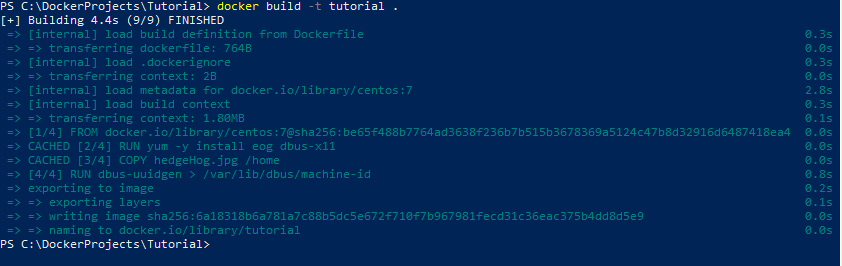 PS C:\DockerProjects\Tutorial> docker build -t tutorial .
[+] Building 4.4s (9/9) FINISHED
=> [internal] load build definition from Dockerfile 0.3s
=> => transferring dockerfile: 764B 0.0s
=> [internal] load .dockerignore 0.3s
=> => transferring context: 2B 0.0s
=> [internal] load metadata for docker.io/library/centos:7 2.8s
=> [internal] load build context 0.3s
=> => transferring context: 1.80MB 0.1s
=> [1/4] FROM docker.io/library/centos:7@sha256:be65f488b7764ad3638f236b7b515b3678369a5124c47b8d32916d6487418ea4 0.0s
=> CACHED [2/4] RUN yum -y install eog dbus-x11 0.0s
=> CACHED [3/4] COPY hedgeHog.jpg /home 0.0s
=> [4/4] RUN dbus-uuidgen > /var/lib/dbus/machine-id 0.8s
=> exporting to image 0.2s
=> => exporting layers 0.1s
=> => writing image sha256:6a18318b6a781a7c88b5dc5e672f710f7b967981fecd31c36eac375b4dd8d5e9 0.0s
=> => naming to docker.io/library/tutorial 0.0s
PS C:\DockerProjects\Tutorial>